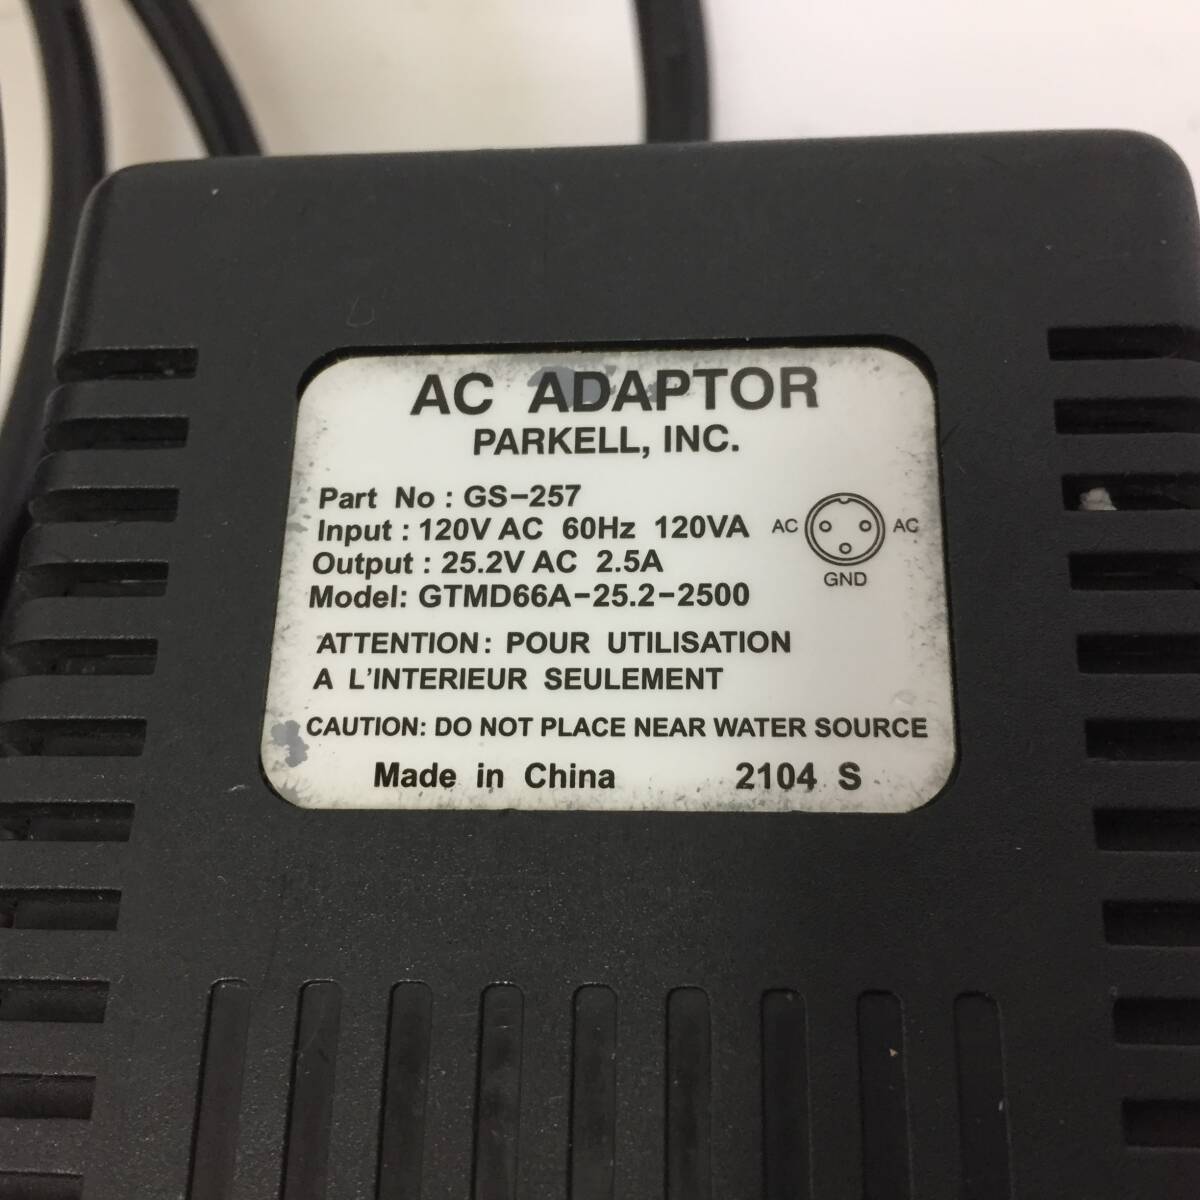 AC ADAPTOR
PARKELL, INC.
Part No : GS-257
Input : 120V AC 60Hz 120VA
Output : 25.2V AC 2.5A
Model: GTMD66A-25.2-2500
AC AC
GND
ATTENTION: POUR UTILISATION
A L'INTERIEUR SEULEMENT
CAUTION: DO NOT PLACE NEAR WATER SOURCE
Made in China 2104 S